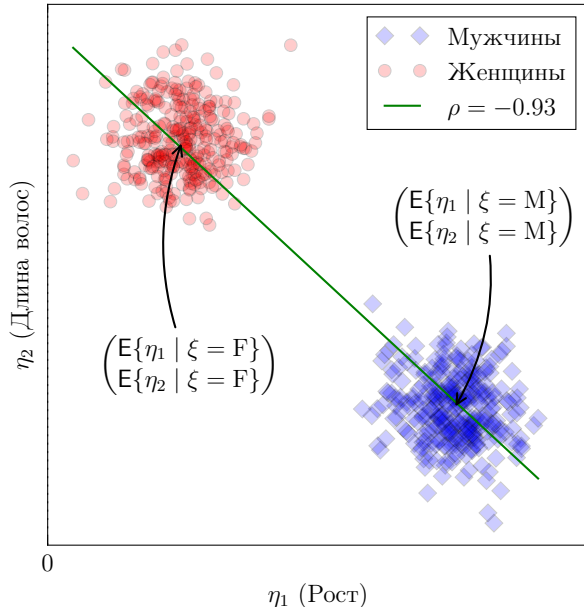 Мужчины
Женщины
ρ = −0.93
E{η₁ | ξ = M}
E{η₂ | ξ = M}
E{η₁ | ξ = F}
E{η₂ | ξ = F}
η₂ (Длина волос)
0
η₁ (Рост)